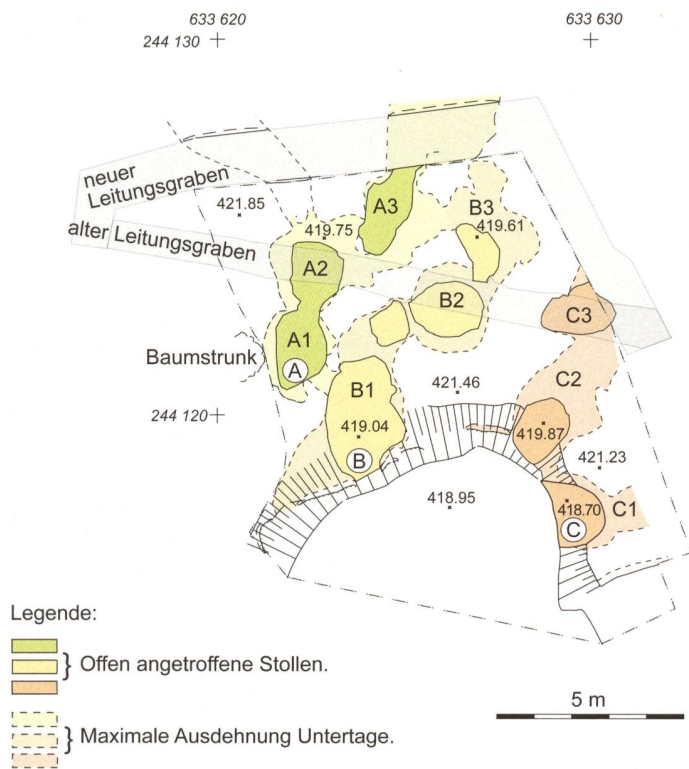 633 620
633 630
244 130
neuer
Leitungsgraben
421.85
A3
B3
419.61
alter Leitungsgraben
419.75
A2
B2
C3
A1
Baumstrunk
A
B1
421.46
C2
244 120
419.04
419.87
B
421.23
418.95
418.70
C1
C
Legende:
} Offen angetroffene Stollen.
5 m
} Maximale Ausdehnung Untertage.